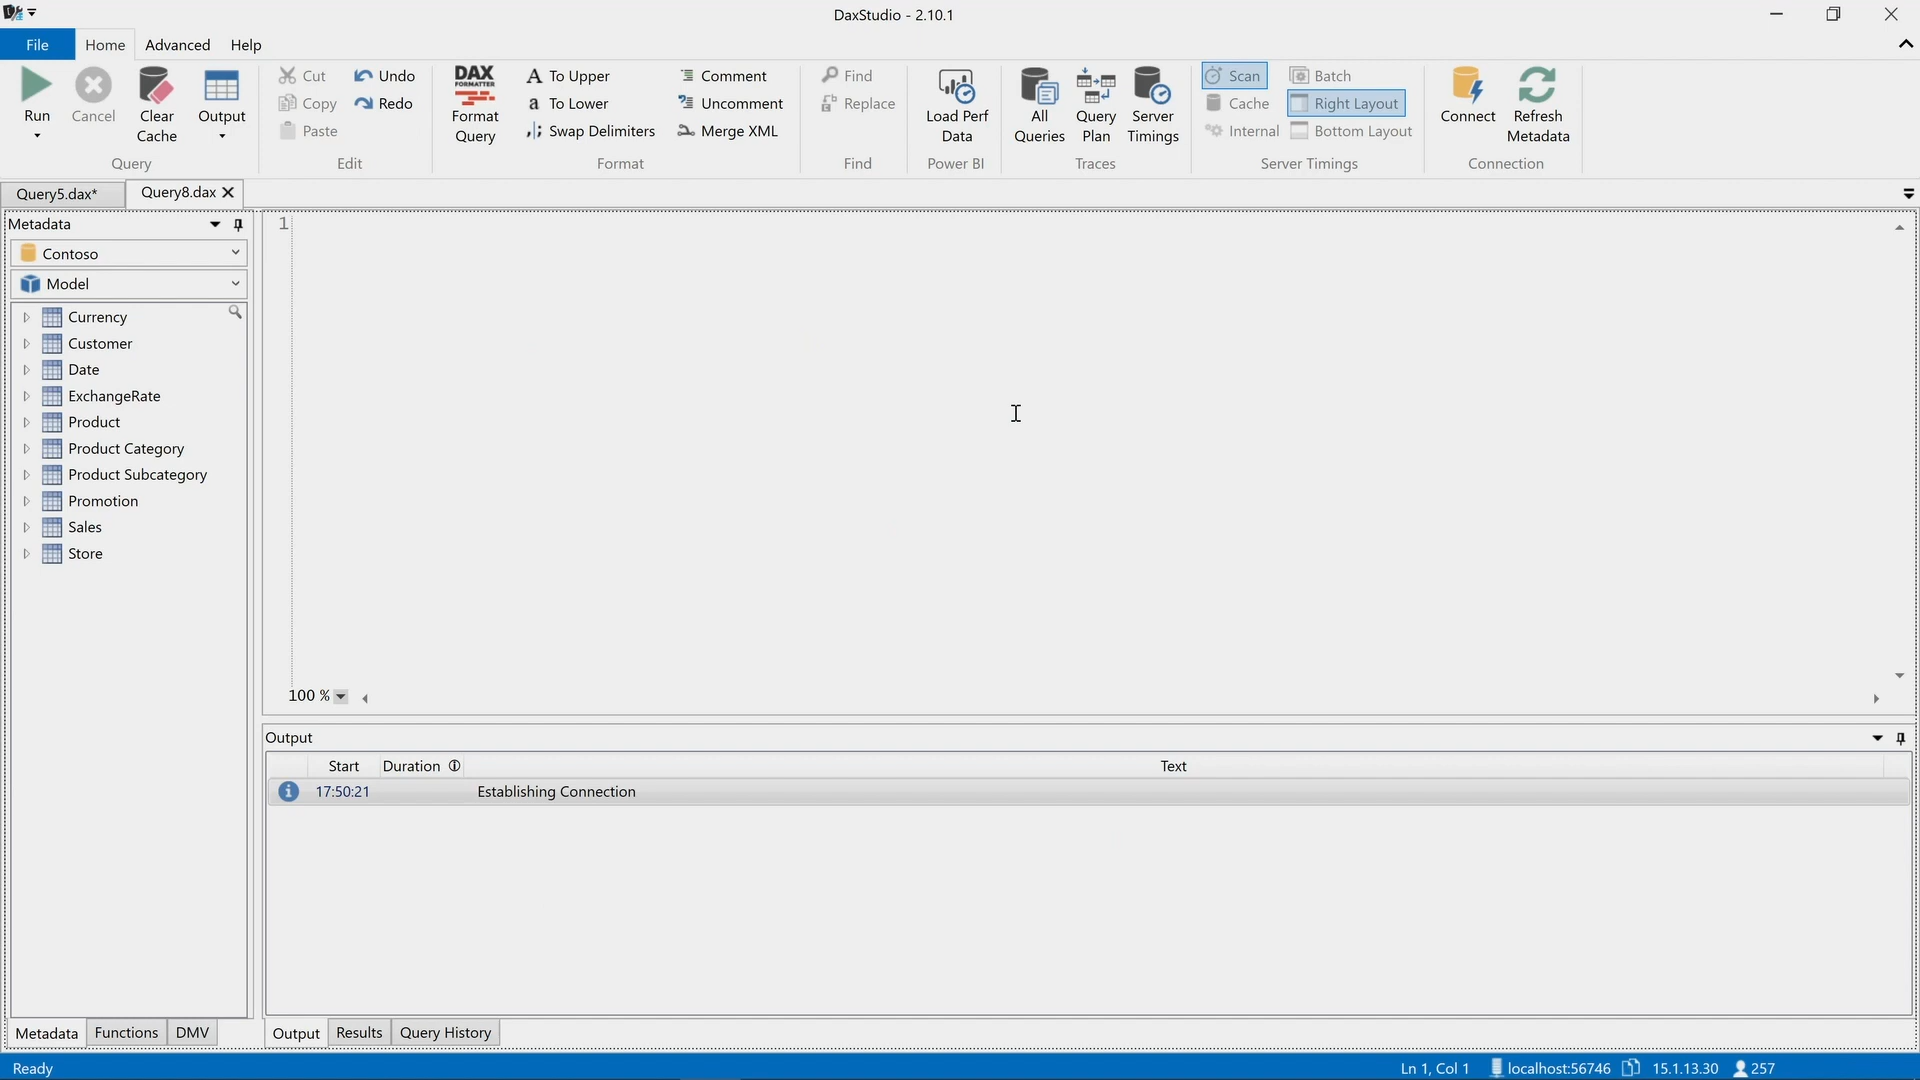 DaxStudio - 2.10.1
File Home Advanced Help
Run
Cancel
Clear Cache
Output
Query
Cut
Copy
Paste
Undo
Redo
Edit
DAX FORMATTER
Format Query
To Upper
To Lower
Swap Delimiters
Comment
Uncomment
Merge XML
Format
Find
Replace
Find
Load Perf Data
Power BI
All Queries
Query Plan
Server Timings
Traces
Scan
Cache
Internal
Batch
Right Layout
Bottom Layout
Server Timings
Connect
Refresh Metadata
Connection
Query5.dax* Query8.dax
Metadata
Contoso
Model
Currency
Customer
Date
ExchangeRate
Product
Product Category
Product Subcategory
Promotion
Sales
Store
1
100 %
Output
Start Duration Text
17:50:21 Establishing Connection
Metadata Functions DMV
Output Results Query History
Ready
Ln 1, Col 1 localhost:56746 15.1.13.30 257